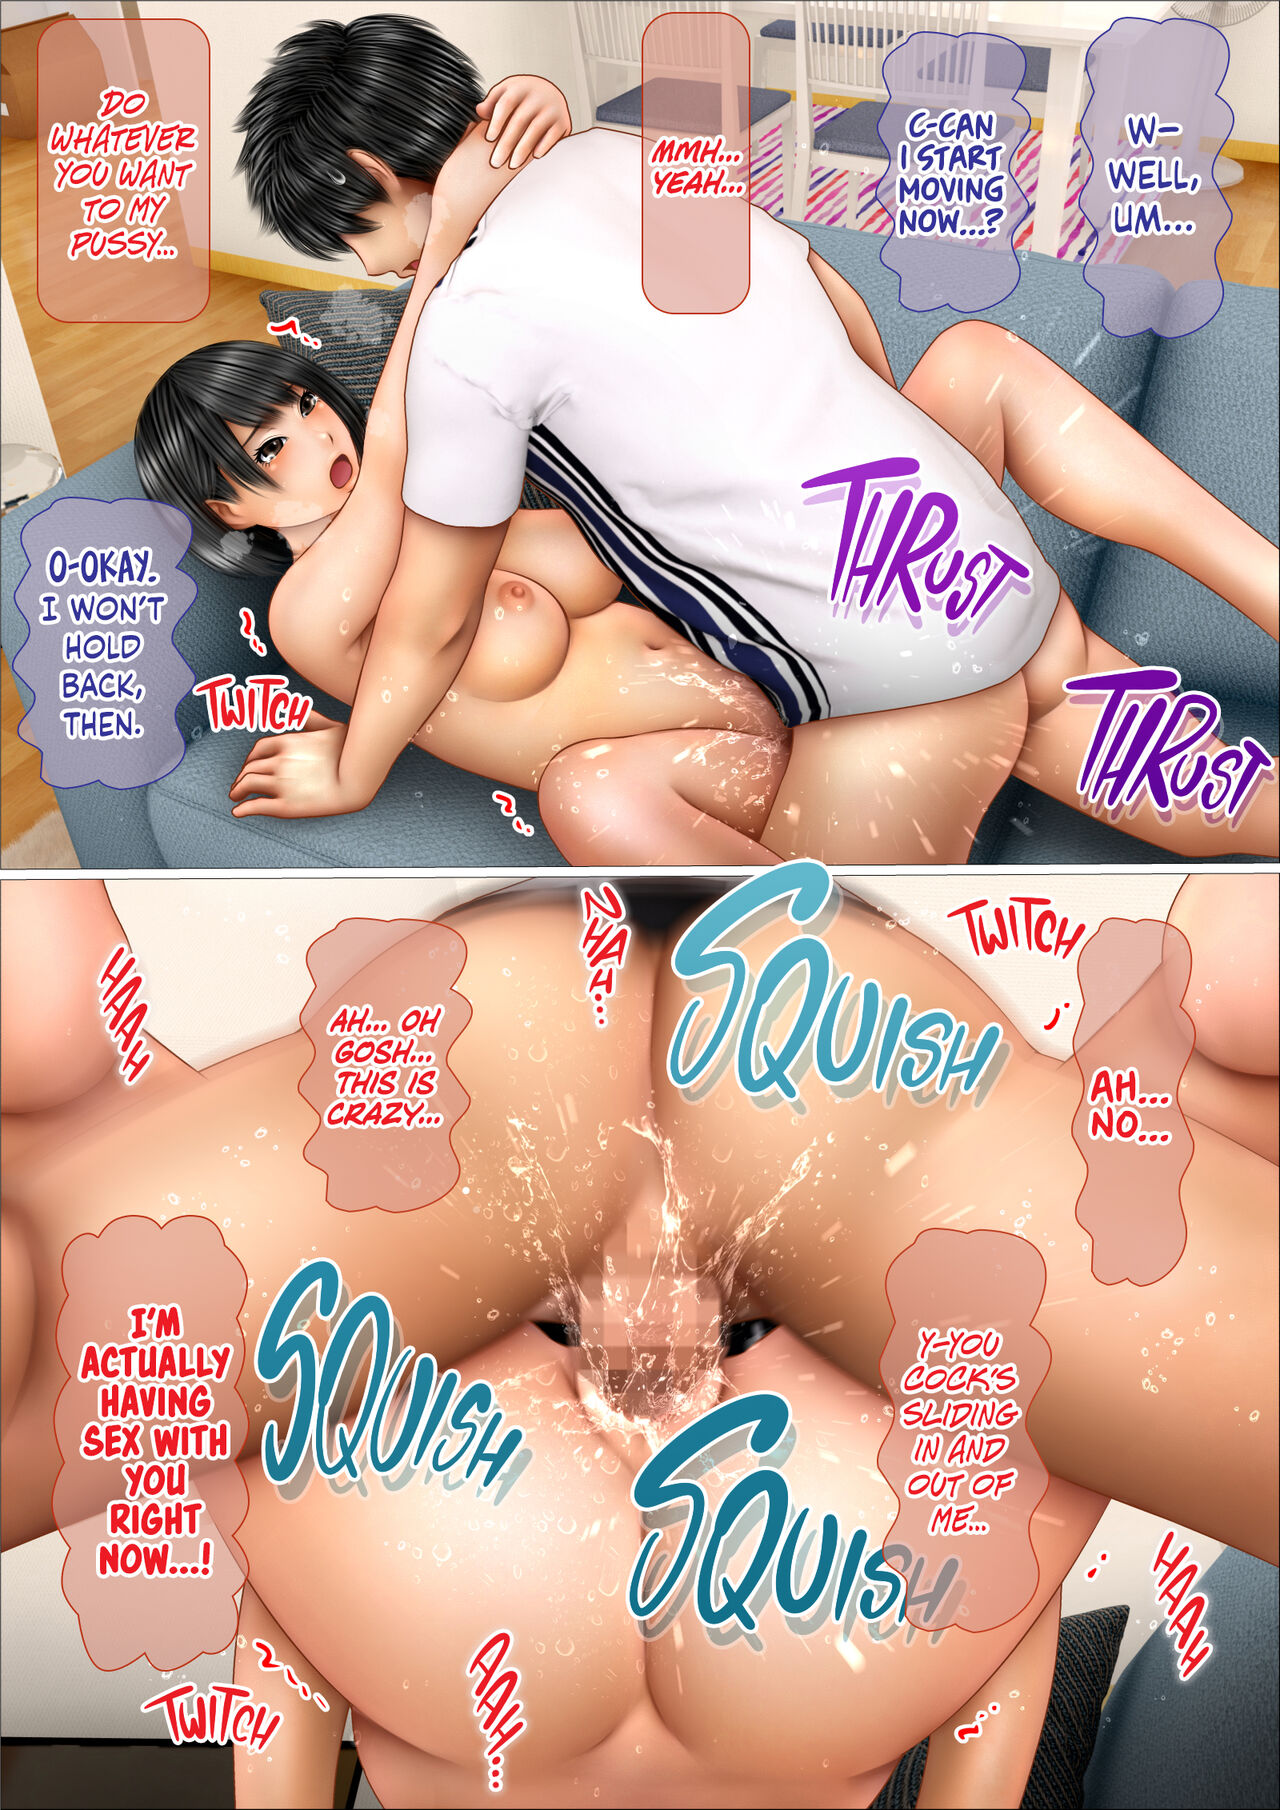 W-
WELL,
UM...
C-CAN
I START
MOVING
NOW...?
MMH...
YEAH...
DO
WHATEVER
YOU WANT
TO MY
PUSSY...
O-OKAY.
I WON'T
HOLD
BACK,
THEN.
TWITCH
THRUST
THRUST
TWITCH
AH...
NO...
SQUISH
NHAH...
AH... OH
GOSH...
THIS IS
CRAZY...
HAAH
Y-YOU
COCK'S
SLIDING
IN AND
OUT OF
ME...
SQUISH
SQUISH
I'M
ACTUALLY
HAVING
SEX WITH
YOU
RIGHT
NOW...!
HAAH
AAH...
TWITCH